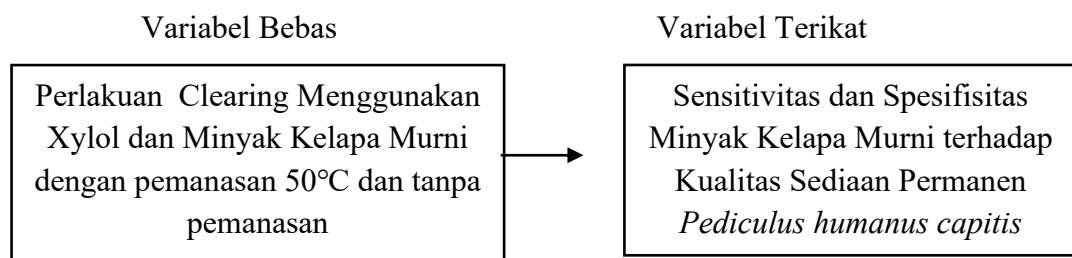 Variabel Bebas
Variabel Terikat
Perlakuan Clearing Menggunakan
Xylol dan Minyak Kelapa Murni
dengan pemanasan 50°C dan tanpa
pemanasan
Sensitivitas dan Spesifisitas
Minyak Kelapa Murni terhadap
Kualitas Sediaan Permanen
Pediculus humanus capitis